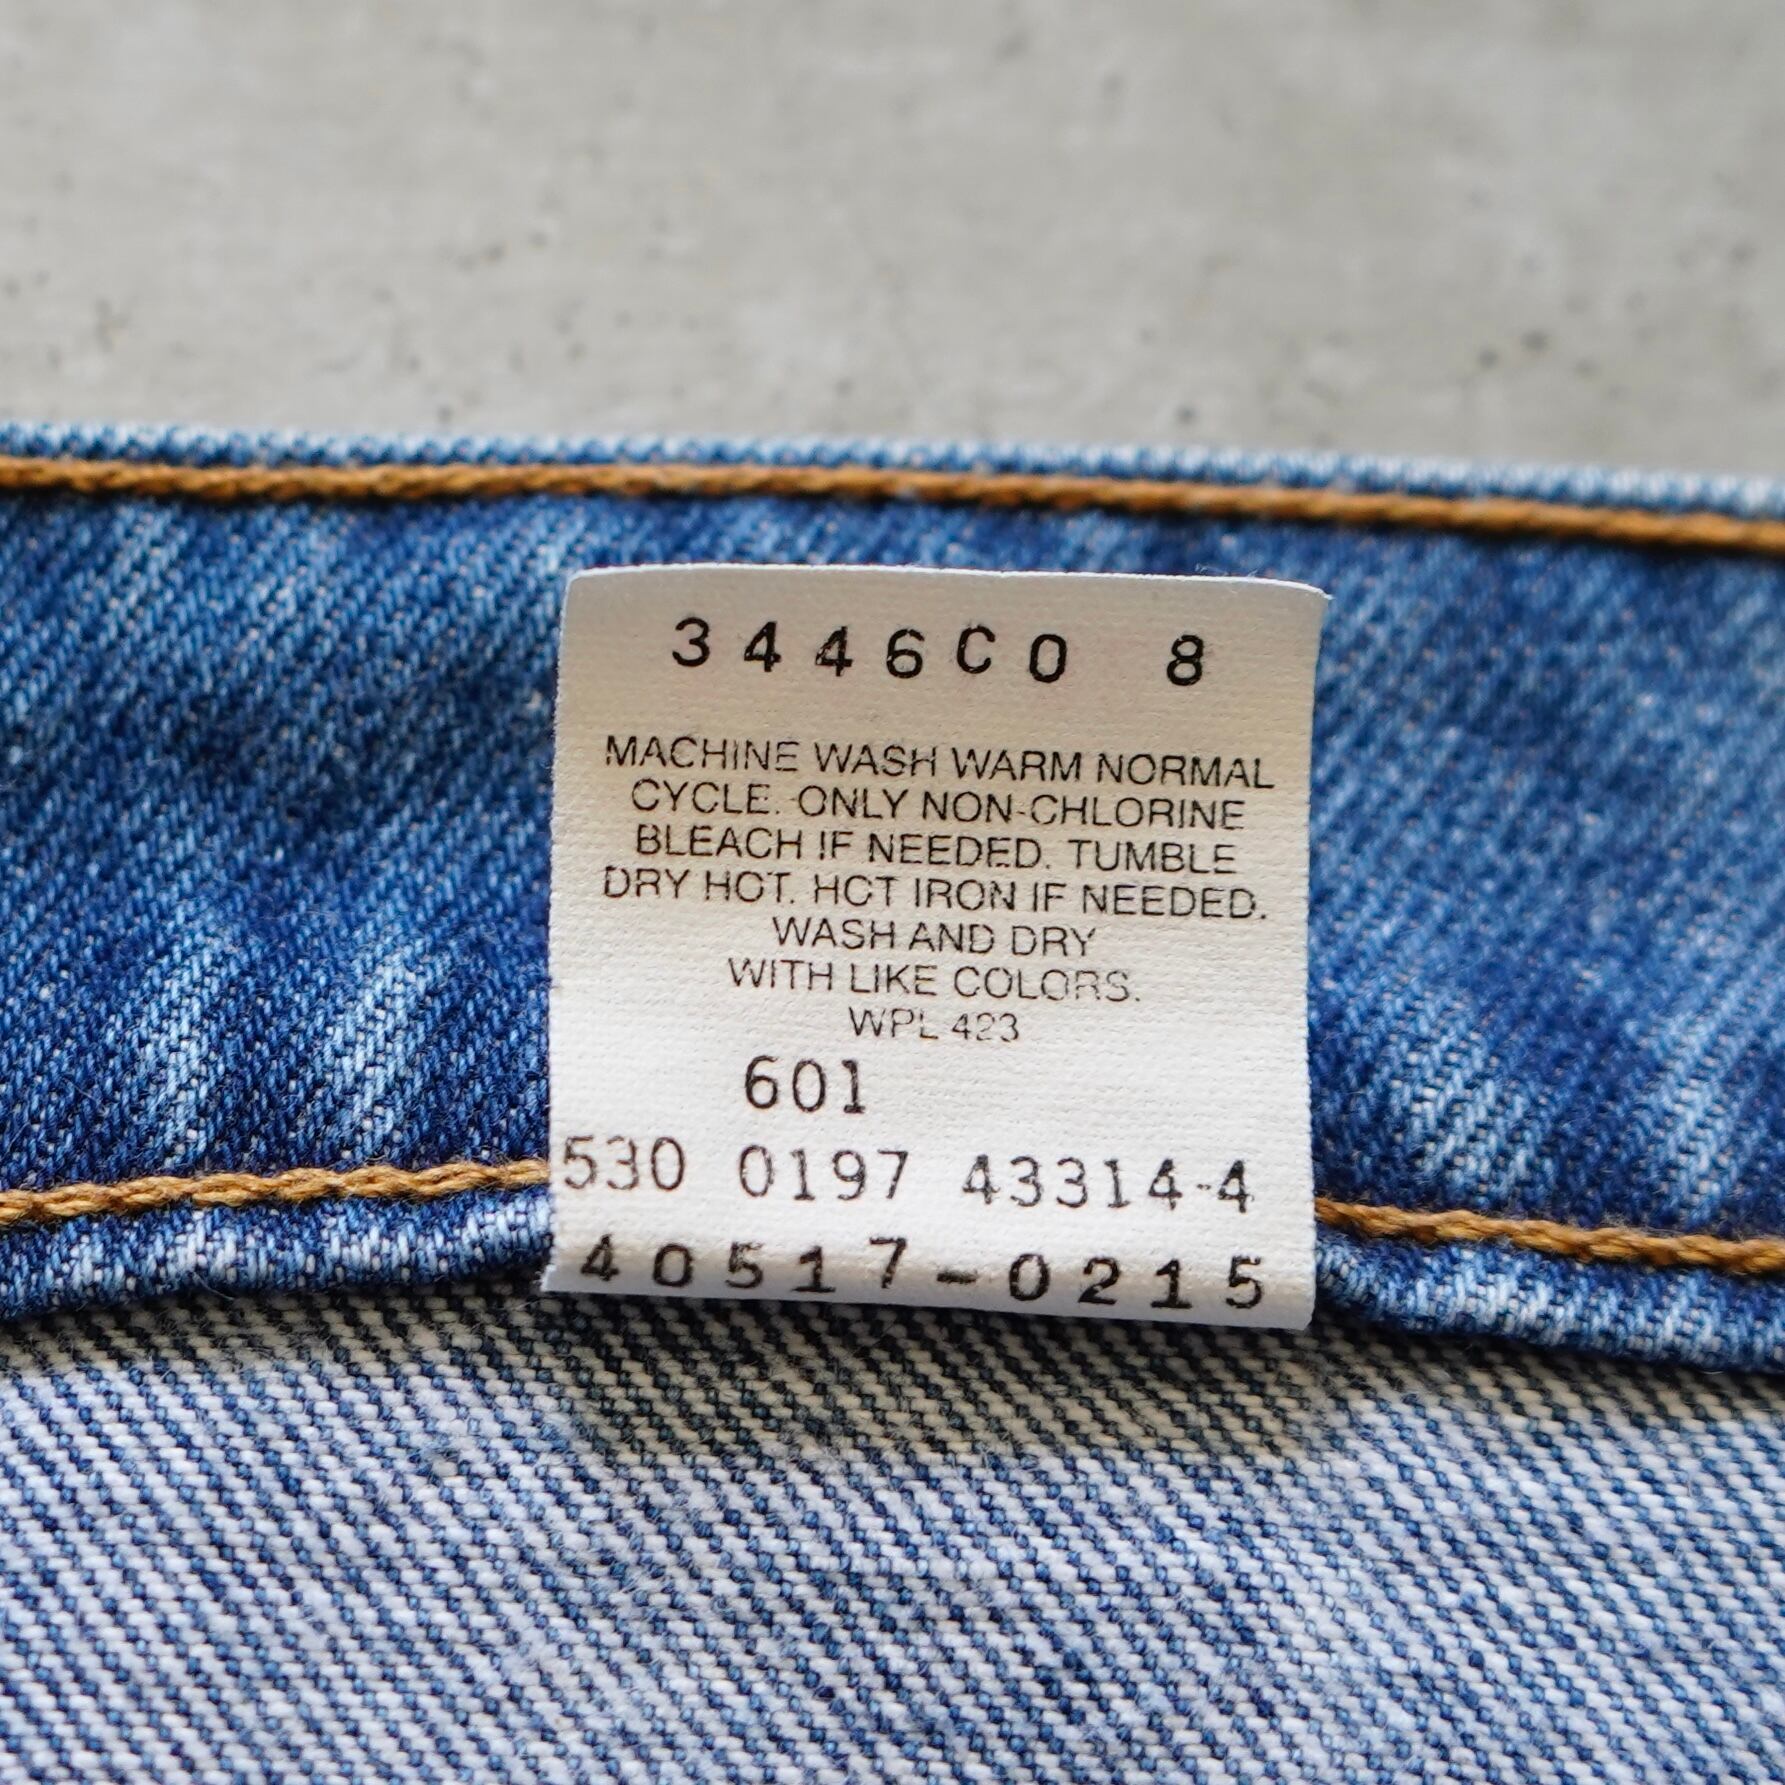 3446CO 8
MACHINE WASH WARM NORMAL
CYCLE. ONLY NON-CHLORINE
BLEACH IF NEEDED. TUMBLE
DRY HOT. HOT IRON IF NEEDED.
WASH AND DRY
WITH LIKE COLORS.
WPL 423
601
530 0197 43314-4
40517-0215